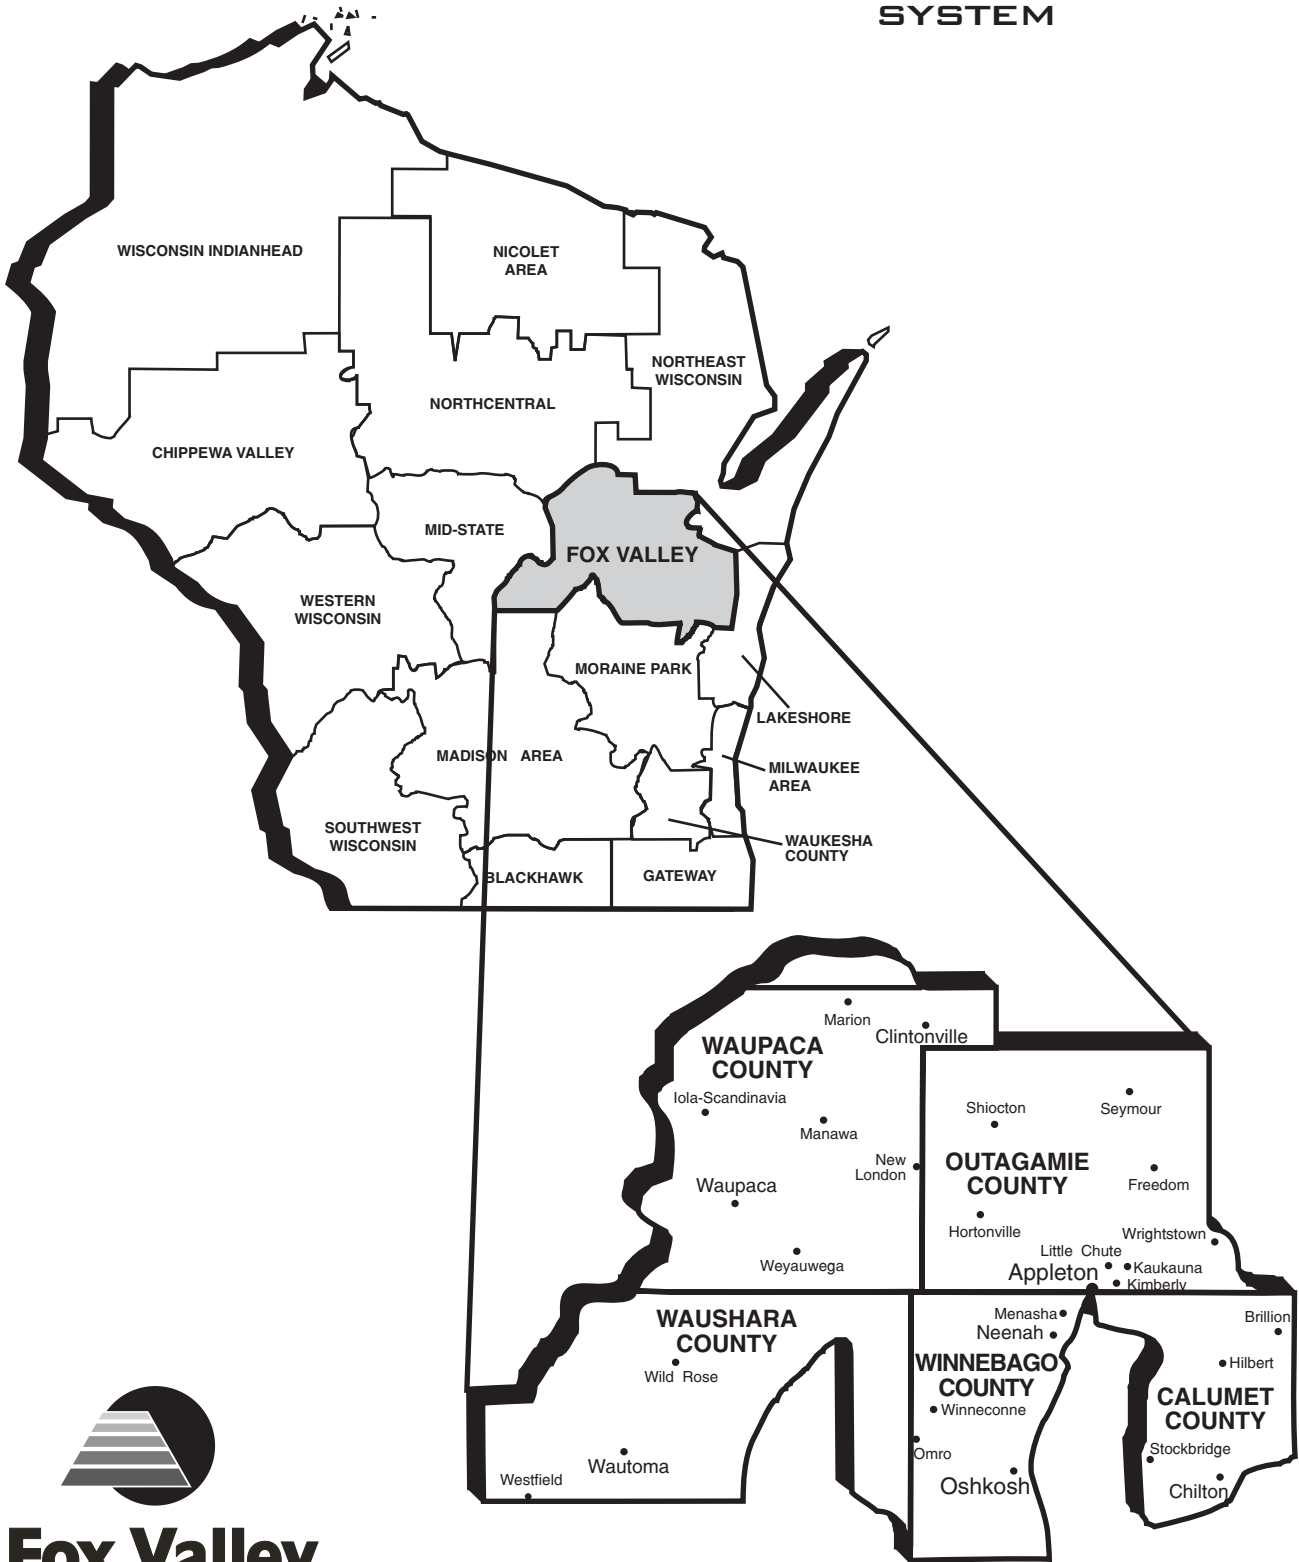 SYSTEM
WISCONSIN INDIANHEAD
NICOLET
AREA
NORTHEAST
WISCONSIN
NORTHCENTRAL
CHIPPEWA VALLEY
MID-STATE
FOX VALLEY
WESTERN
WISCONSIN
MORAINE PARK
LAKESHORE
MADISON AREA
MILWAUKEE
AREA
SOUTHWEST
WISCONSIN
WAUKESHA
COUNTY
BLACKHAWK
GATEWAY
Marion
Clintonville
WAUPACA
COUNTY
Iola-Scandinavia
Manawa
New
London
Waupaca
Weyauwega
Shiocton
Seymour
OUTAGAMIE
COUNTY
Freedom
Hortonville
Wrightstown
Little Chute
Kaukauna
Appleton
Kimberly
WAUSHARA
COUNTY
Wild Rose
Wautoma
Westfield
Menasha
Neenah
WINNEBAGO
COUNTY
Winneconne
Omro
Oshkosh
Brillion
Hilbert
CALUMET
COUNTY
Stockbridge
Chilton
Fox Valley